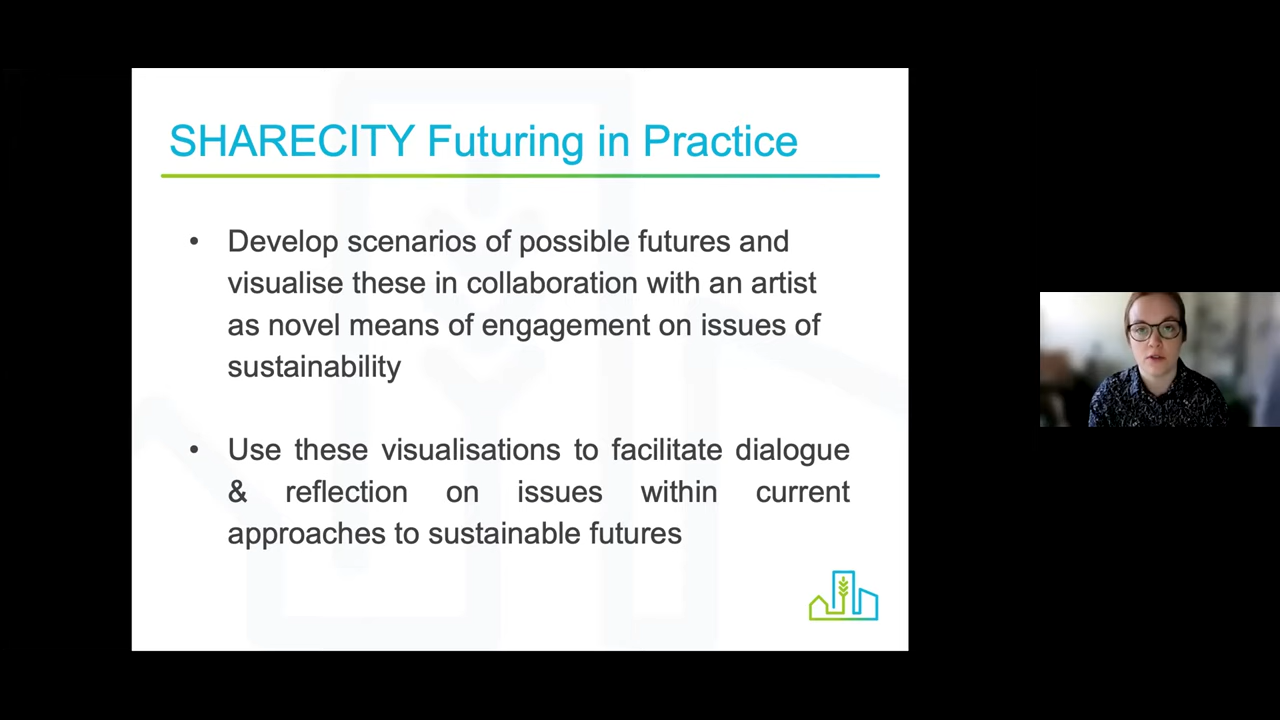 SHARECITY Futuring in Practice
• Develop scenarios of possible futures and
visualise these in collaboration with an artist
as novel means of engagement on issues of
sustainability
• Use these visualisations to facilitate dialogue
& reflection on issues within current
approaches to sustainable futures